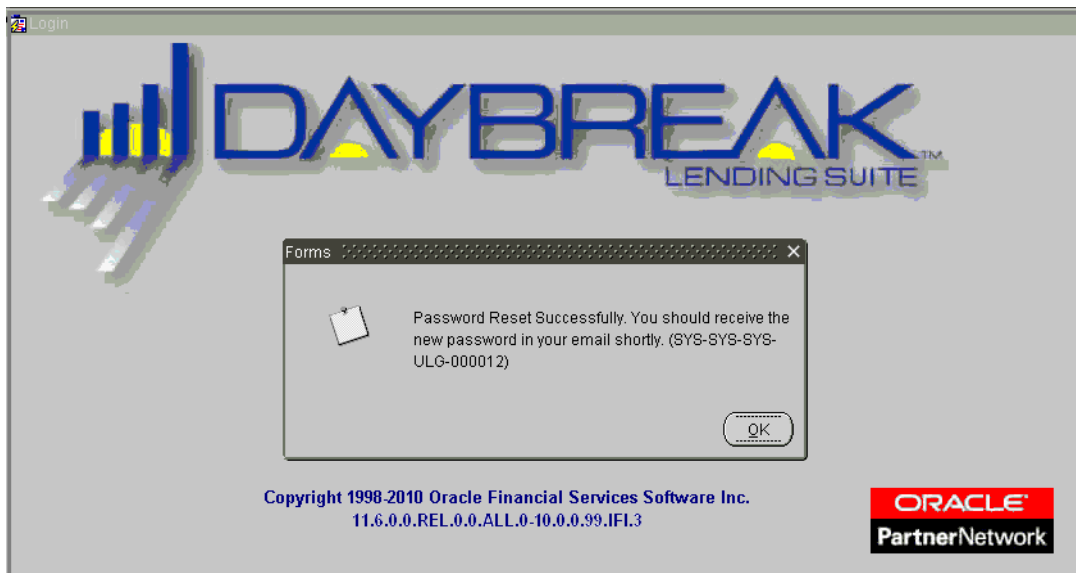 Login
DAYBREAK™
LENDING SUITE
Forms
Password Reset Successfully. You should receive the
new password in your email shortly. (SYS-SYS-SYS-
ULG-000012)
OK
Copyright 1998-2010 Oracle Financial Services Software Inc.
11.6.0.0.REL.0.0.ALL.0-10.0.0.99.IFI.3
ORACLE
PartnerNetwork